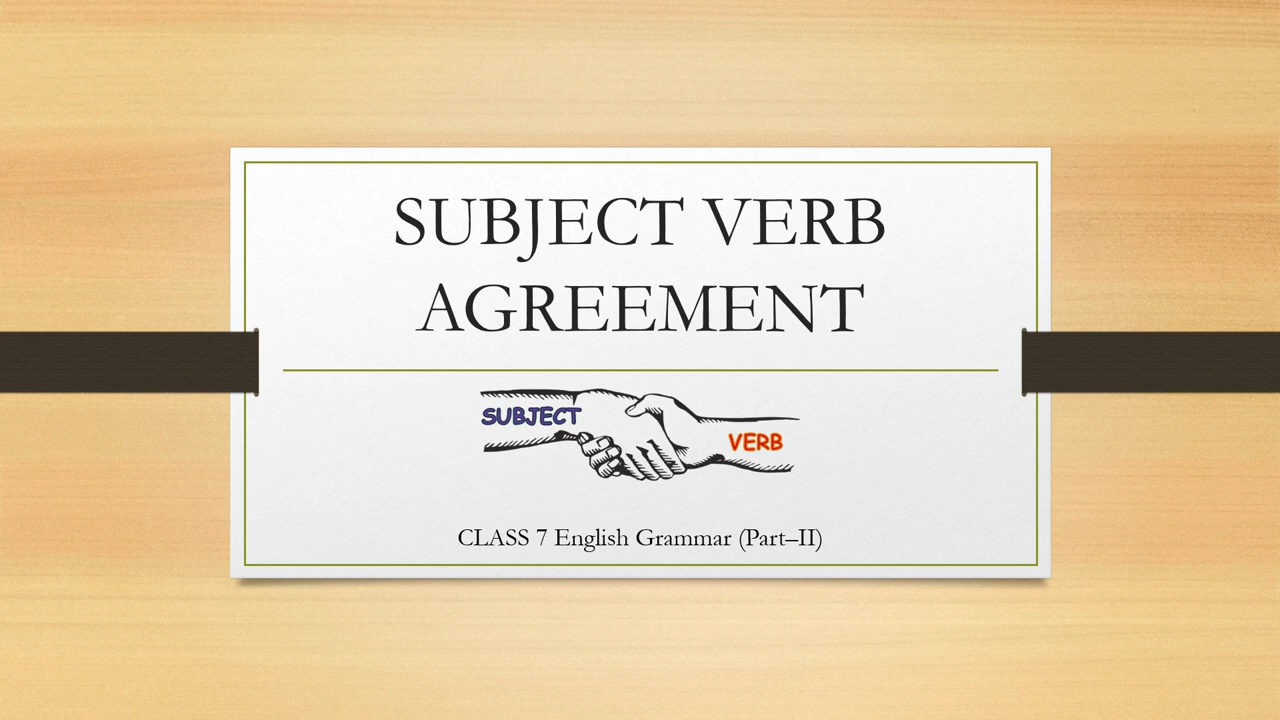 SUBJECT VERB
AGREEMENT
SUBJECT
VERB
CLASS 7 English Grammar (Part–II)